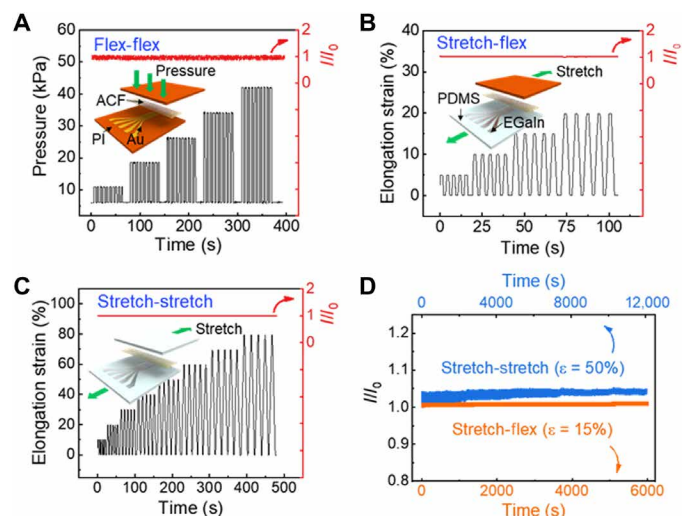 A
Flex-flex
Pressure
ACF
PI
Au
Pressure (kPa)
60
50
40
30
20
10
0
100
200
300
400
Time (s)
2
1
0
I/I0
B
Stretch-flex
Stretch
PDMS
EGaIn
Elongation strain (%)
40
30
20
10
0
0
25
50
75
100
Time (s)
2
1
0
I/I0
C
Stretch-stretch
Stretch
Elongation strain (%)
100
80
60
40
20
0
0
100
200
300
400
500
Time (s)
2
1
0
I/I0
D
Time (s)
0
4000
8000
12,000
Stretch-stretch (ε = 50%)
Stretch-flex (ε = 15%)
I/I0
1.2
1.1
1.0
0.9
0.8
0
2000
4000
6000
Time (s)